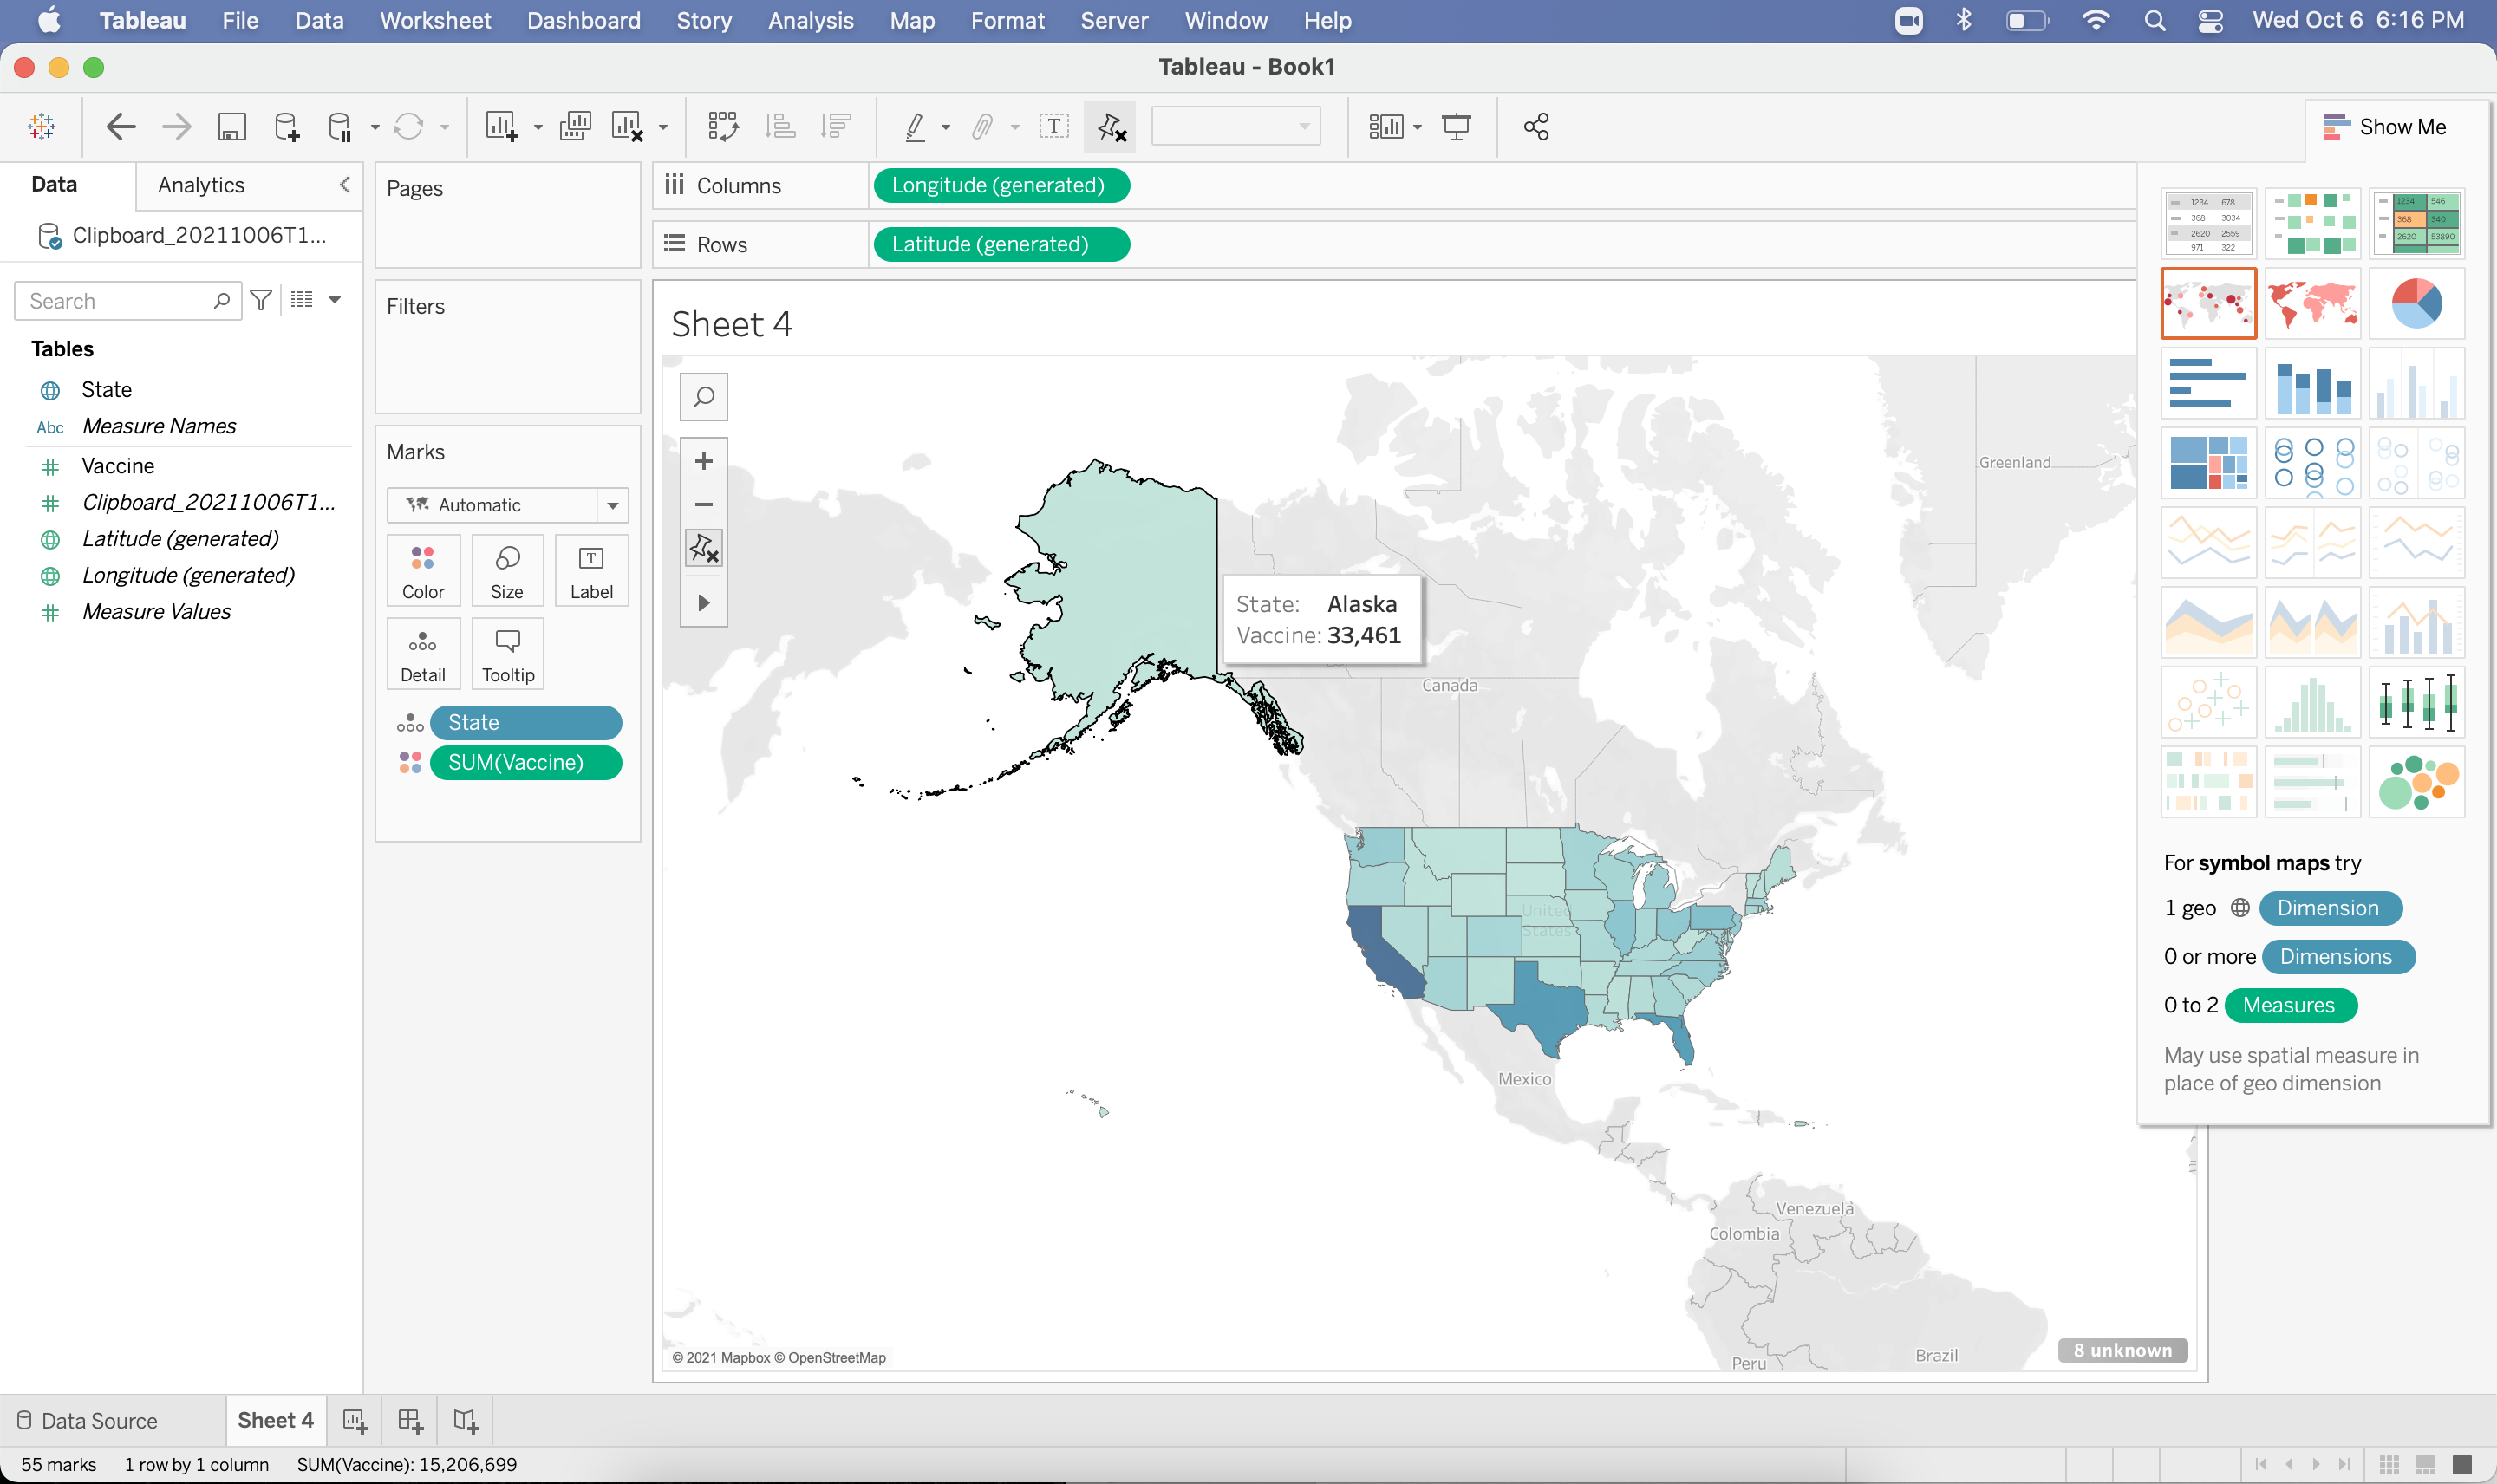 Tableau File Data Worksheet Dashboard Story Analysis Map Format Server Window Help Wed Oct 6 6:16 PM
Tableau - Book1
Show Me
Data Analytics
Clipboard_20211006T1...
Search
Tables
State
Abc Measure Names
Vaccine
Clipboard_20211006T1...
Latitude (generated)
Longitude (generated)
Measure Values
Pages
Filters
Marks
Automatic
Color Size Label
Detail Tooltip
State
SUM(Vaccine)
Columns Longitude (generated)
Rows Latitude (generated)
Sheet 4
Greenland
State: Alaska
Vaccine: 33,461
Canada
United
States
Mexico
Venezuela
Colombia
Brazil
Peru
© 2021 Mapbox © OpenStreetMap
8 unknown
1234 678
368 3034
2620 2559
971 322
1234 546
368 340
2620 53890
For symbol maps try
1 geo Dimension
0 or more Dimensions
0 to 2 Measures
May use spatial measure in
place of geo dimension
Data Source Sheet 4
55 marks 1 row by 1 column SUM(Vaccine): 15,206,699